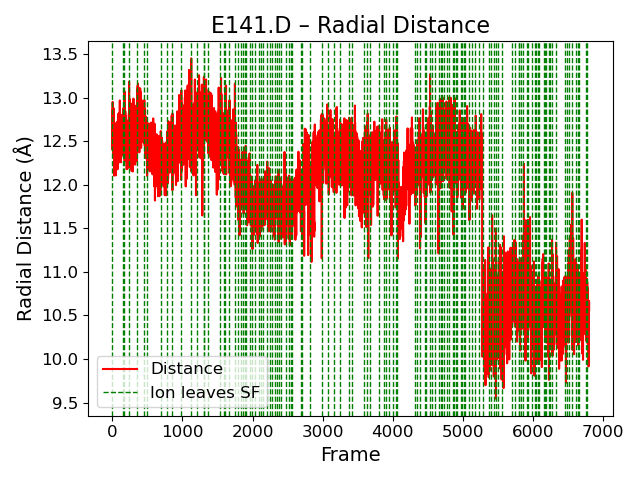 E141.D – Radial Distance
Radial Distance (Å)
13.5
13.0
12.5
12.0
11.5
11.0
10.5
10.0
9.5
Distance
Ion leaves SF
0 1000 2000 3000 4000 5000 6000 7000
Frame